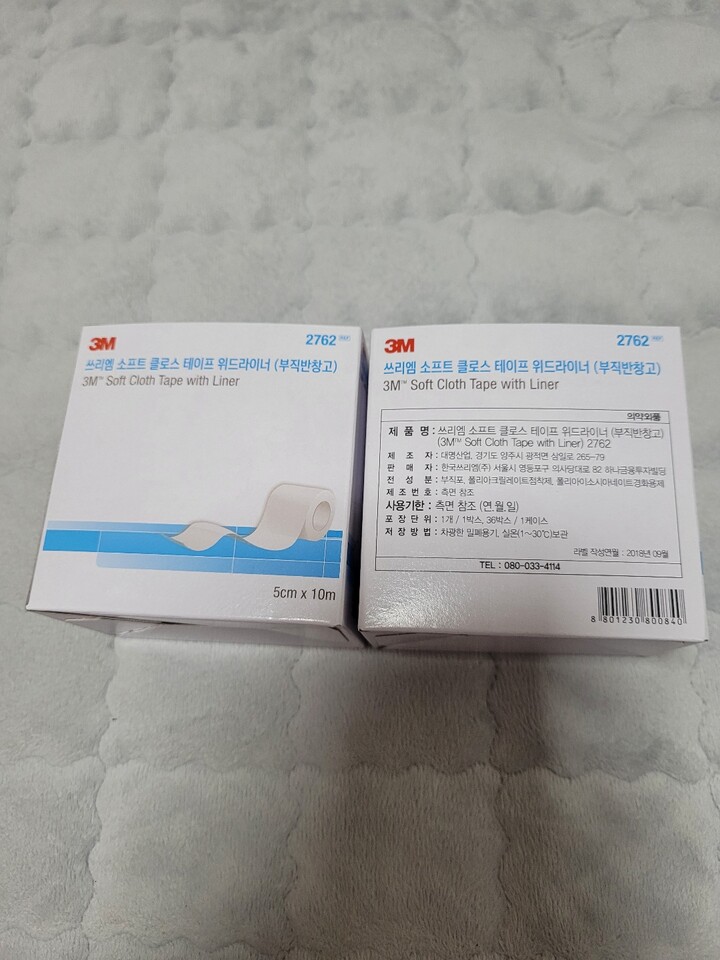 3M
2762 REF
쓰리엠 소프트 클로스 테이프 위드라이너 (부직반창고)
3M™ Soft Cloth Tape with Liner
5cm x 10m
3M
2762 REF
쓰리엠 소프트 클로스 테이프 위드라이너 (부직반창고)
3M™ Soft Cloth Tape with Liner
의약외품
제 품 명 : 쓰리엠 소프트 클로스 테이프 위드라이너 (부직반창고)
(3M™ Soft Cloth Tape with Liner) 2762
제 조 자 : 대명산업, 경기도 양주시 광적면 삼일로 265-79
판 매 자 : 한국쓰리엠(주) 서울시 영등포구 의사당대로 82 하나금융투자빌딩
전 성 분 : 부직포, 폴리아크릴레이트점착제, 폴리아이소시아네이트경화용제
제 조 번 호 : 측면 참조
사용기한 : 측면 참조 (연.월.일)
포 장 단 위 : 1개 / 1박스, 36박스 / 1케이스
저 장 방 법 : 차광한 밀폐용기, 실온(1~30℃)보관
라벨 작성연월 : 2018년 09월
TEL : 080-033-4114
8 801230 800840